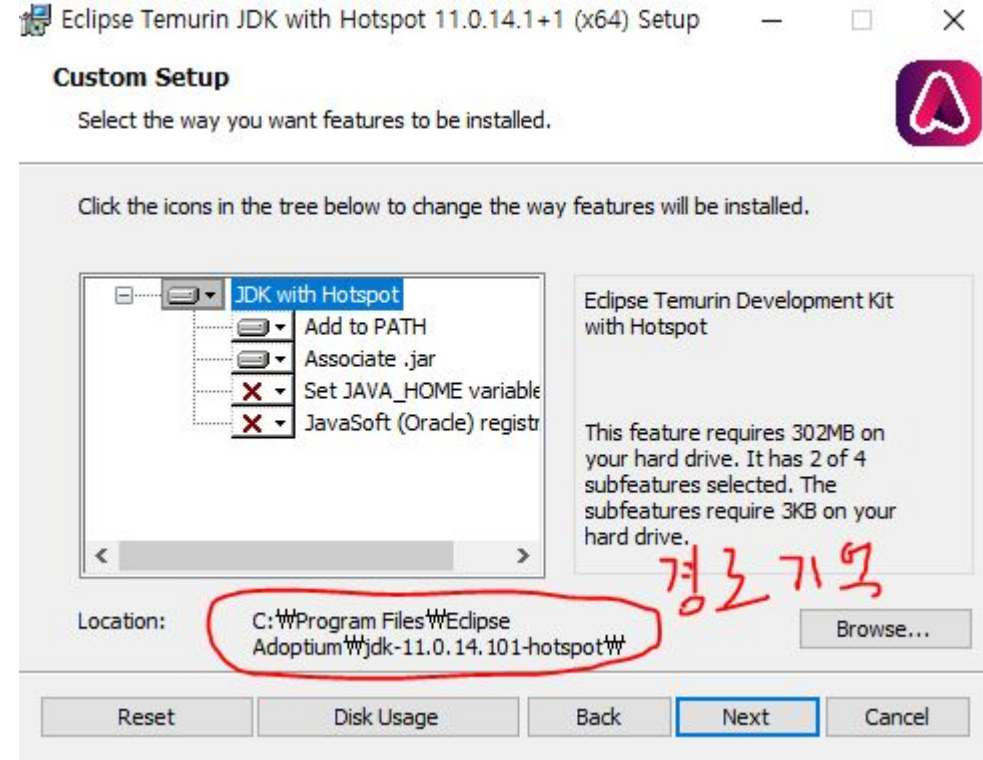 Eclipse Temurin JDK with Hotspot 11.0.14.1+1 (x64) Setup
Custom Setup
Select the way you want features to be installed.
Click the icons in the tree below to change the way features will be installed.
JDK with Hotspot
Add to PATH
Associate .jar
Set JAVA_HOME variable
JavaSoft (Oracle) registr
Eclipse Temurin Development Kit
with Hotspot
This feature requires 302MB on
your hard drive. It has 2 of 4
subfeatures selected. The
subfeatures require 3KB on your
hard drive.
경로기억
Location:
C:₩Program Files₩Eclipse
Adoptium₩jdk-11.0.14.101-hotspot₩
Browse...
Reset
Disk Usage
Back
Next
Cancel